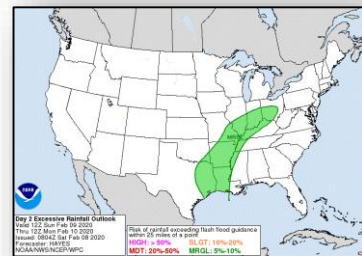 MRGL
NOAA
Day 2 Excessive Rainfall Outlook
Valid 12Z Sun Feb 09 2020
Thru 12Z Mon Feb 10 2020
Issued: 0804Z Sat Feb 08 2020
Forecaster: HAYES
NOAA/NWS/NCEP/WPC
Risk of rainfall exceeding flash flood guidance
within 25 miles of a point
HIGH: > 50% SLGT: 10%-20%
MDT: 20%-50% MRGL: 5%-10%